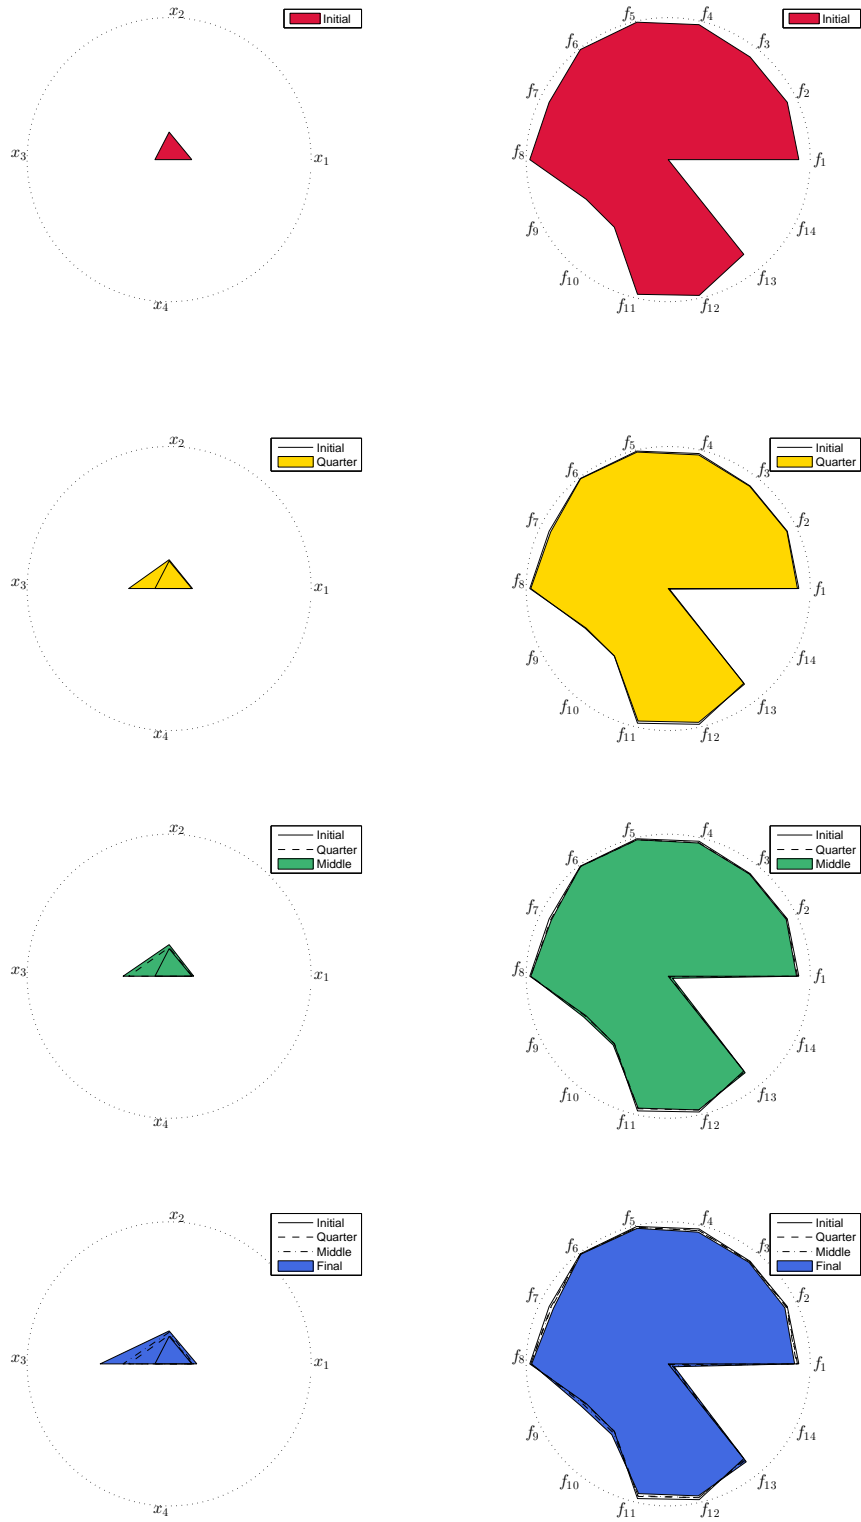 x2
Initial
x3
x1
x4
f5
f4
Initial
f6
f3
f7
f2
f8
f1
f9
f14
f10
f13
f11
f12
x2
Initial
Quarter
x3
x1
x4
f5
f4
Initial
Quarter
f6
f3
f7
f2
f8
f1
f9
f14
f10
f13
f11
f12
x2
Initial
Quarter
Middle
x3
x1
x4
f5
f4
Initial
Quarter
Middle
f6
f3
f7
f2
f8
f1
f9
f14
f10
f13
f11
f12
x2
Initial
Quarter
Middle
Final
x3
x1
x4
f5
f4
Initial
Quarter
Middle
Final
f6
f3
f7
f2
f8
f1
f9
f14
f10
f13
f11
f12